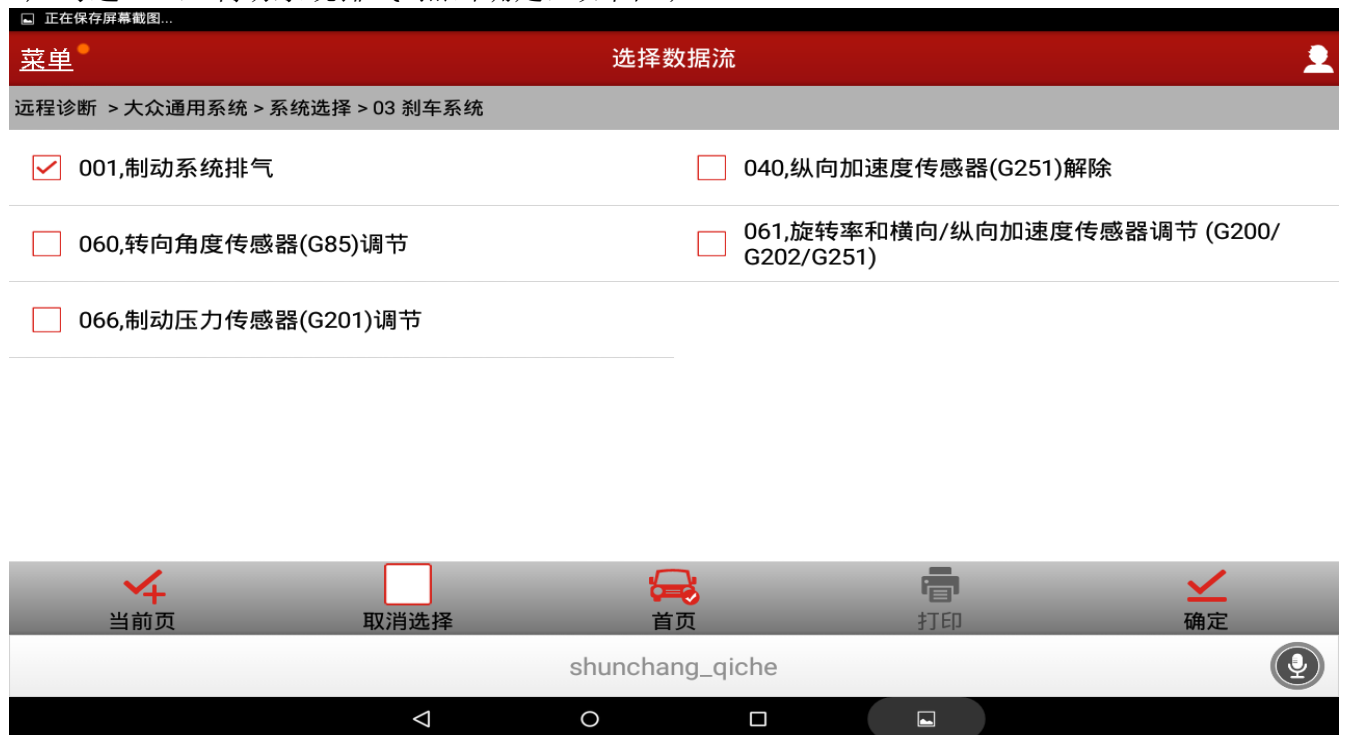 正在保存屏幕截图...
菜单
选择数据流
远程诊断 > 大众通用系统 > 系统选择 > 03 刹车系统
001,制动系统排气
040,纵向加速度传感器(G251)解除
060,转向角度传感器(G85)调节
061,旋转率和横向/纵向加速度传感器调节 (G200/
G202/G251)
066,制动压力传感器(G201)调节
当前页
取消选择
首页
打印
确定
shunchang_qiche